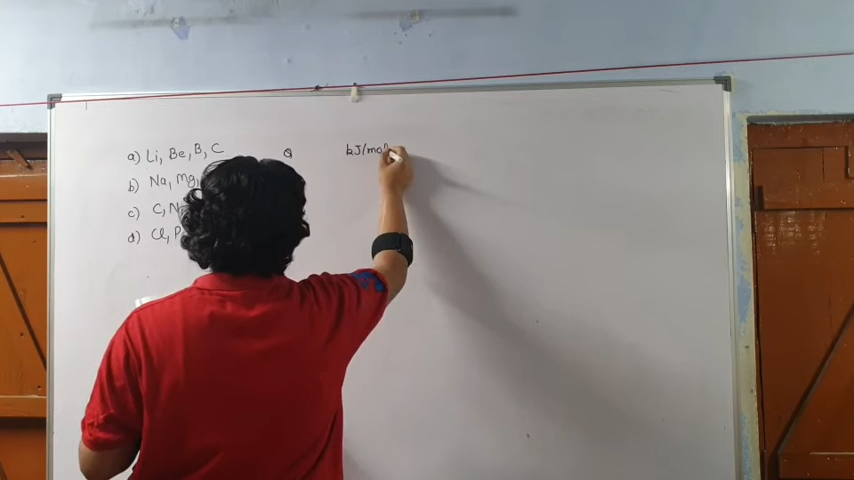 a) Li, Be, B, C Q kJ/mol
b) Na, Mg,
c) C, N
d) Cl, P